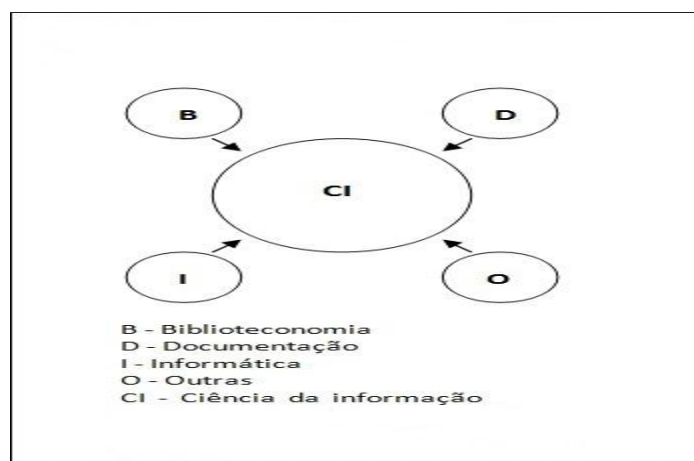 B
D
CI
I
O
B - Biblioteconomia
D - Documentação
I - Informática
O - Outras
CI - Ciência da informação